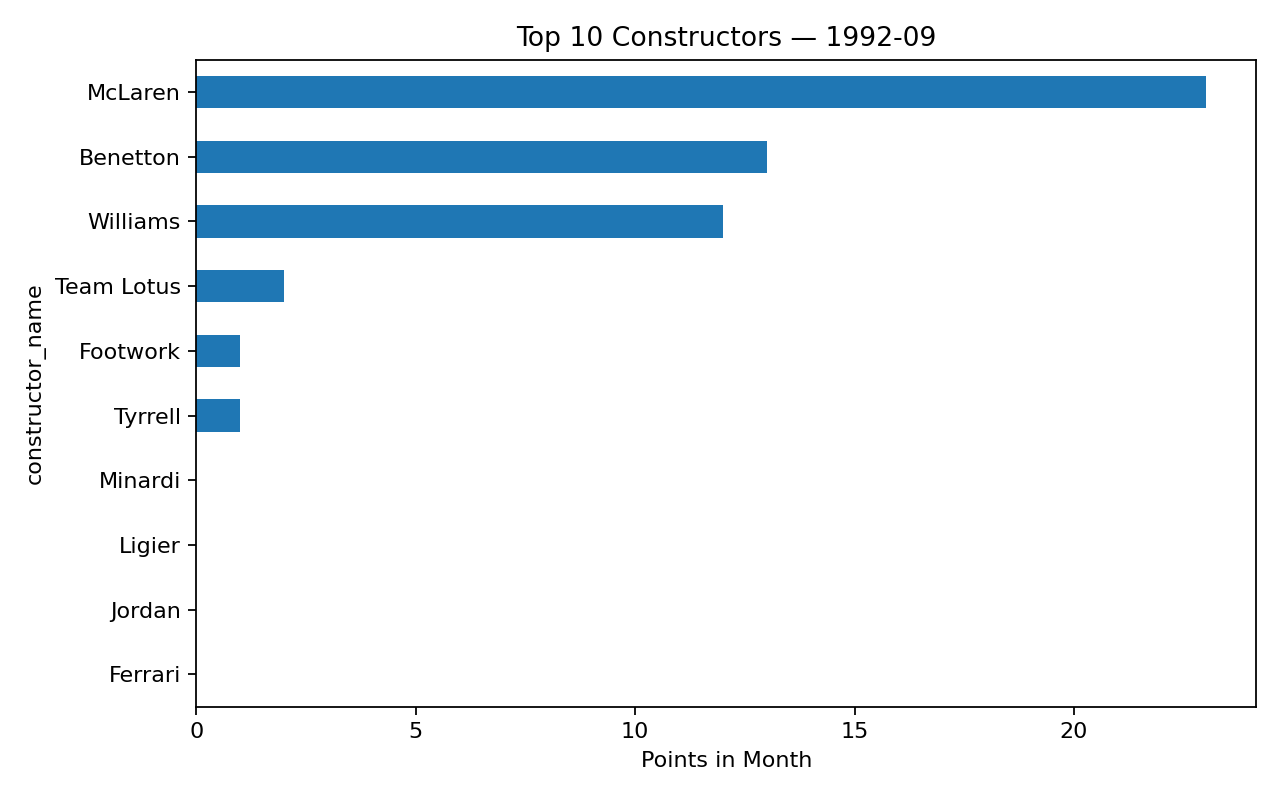 Top 10 Constructors — 1992-09
constructor_name
McLaren
Benetton
Williams
Team Lotus
Footwork
Tyrrell
Minardi
Ligier
Jordan
Ferrari
0 5 10 15 20
Points in Month